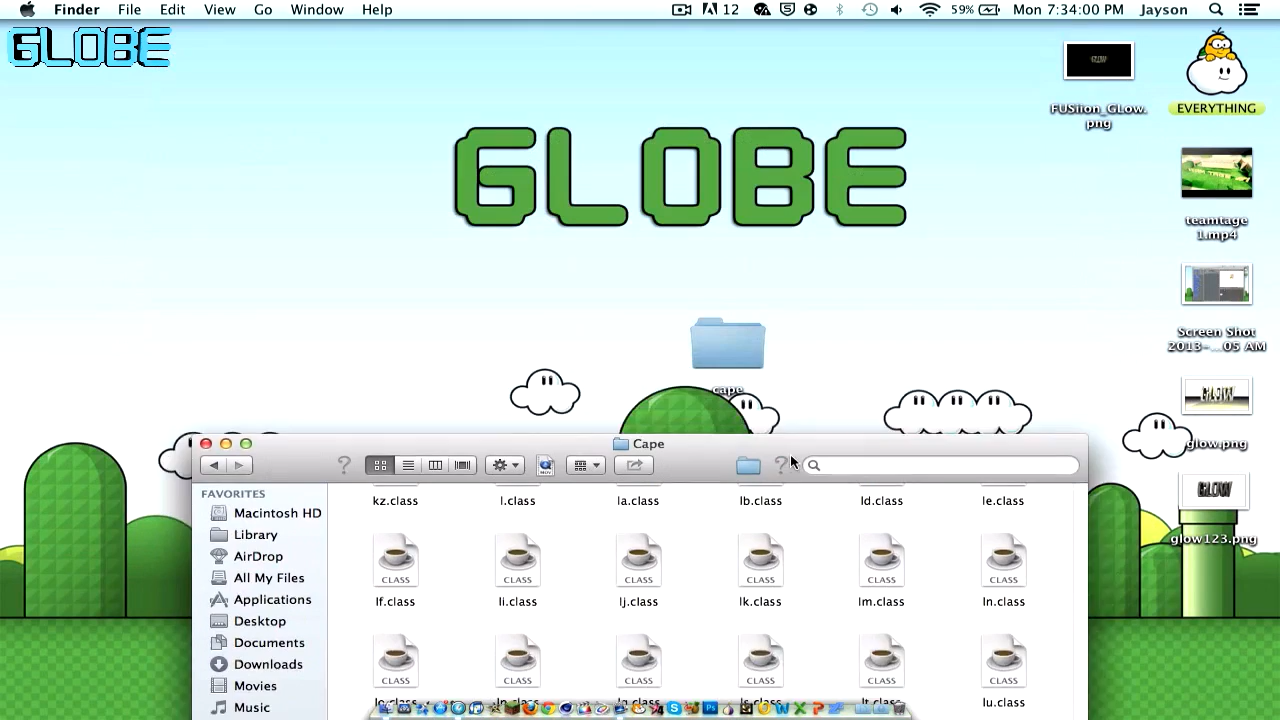 Finder File Edit View Go Window Help
12 59% Mon 7:34:00 PM Jayson
GLOBE
GLOBE
FUSiion_GLow.
png
EVERYTHING
teamtage
1.mp4
Screen Shot
2013-...05 AM
GLOW
glow.png
GLOW
glow123.png
cape
Cape
FAVORITES
Macintosh HD
Library
AirDrop
All My Files
Applications
Desktop
Documents
Downloads
Movies
Music
kz.class l.class la.class lb.class ld.class le.class
CLASS CLASS CLASS CLASS CLASS CLASS
lf.class li.class lj.class lk.class lm.class ln.class
CLASS CLASS CLASS CLASS CLASS CLASS
lu.class